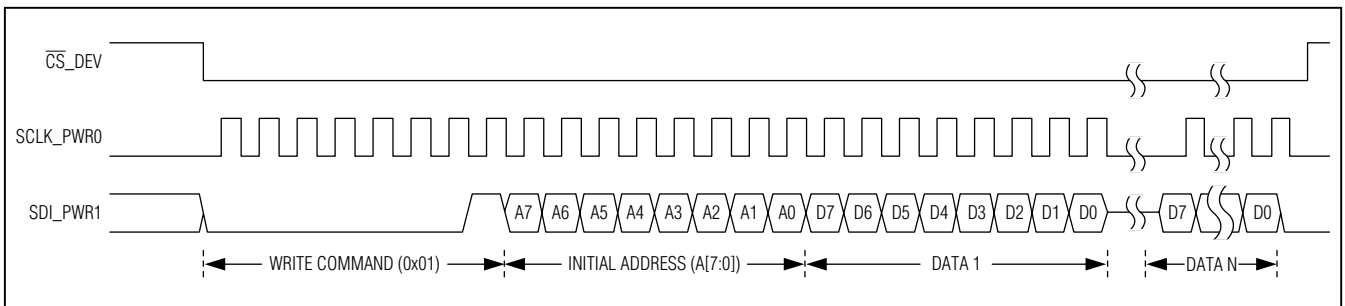 C̅S̅_DEV
SCLK_PWR0
SDI_PWR1 A7 A6 A5 A4 A3 A2 A1 A0 D7 D6 D5 D4 D3 D2 D1 D0 D7 D0
WRITE COMMAND (0x01) INITIAL ADDRESS (A[7:0]) DATA 1 DATA N